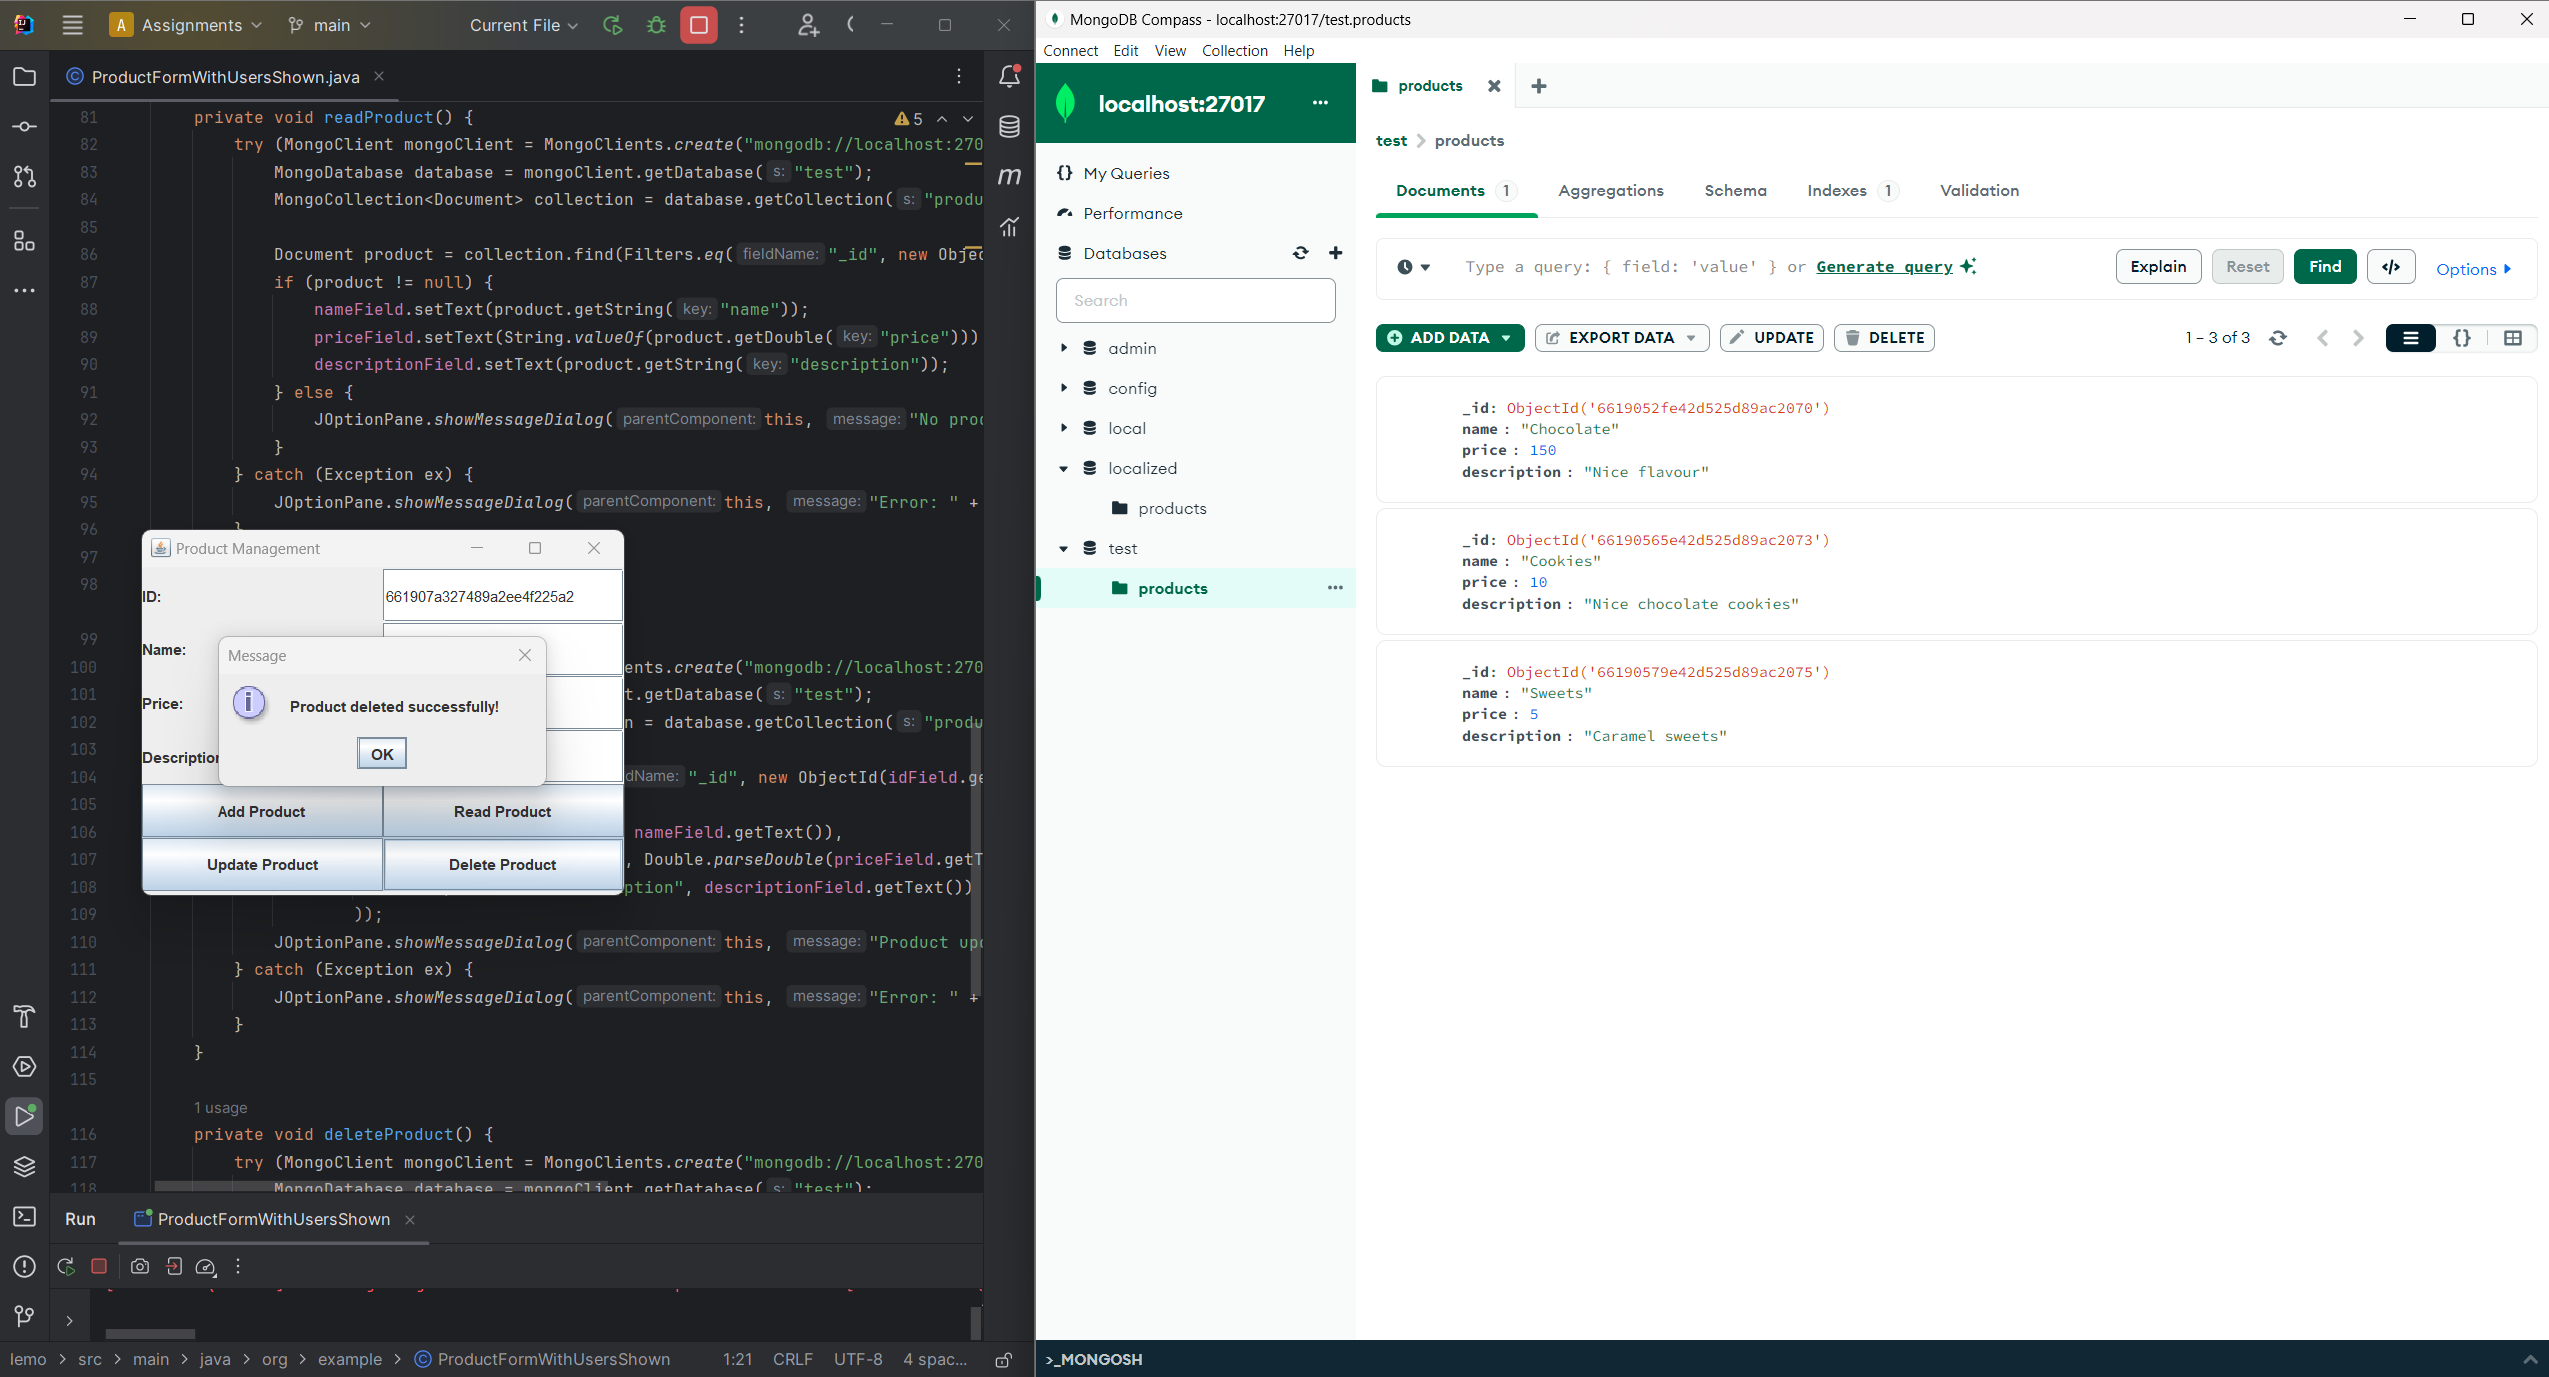 Assignments
main
Current File
ProductFormWithUsersShown.java
81 private void readProduct() {
5
82 try (MongoClient mongoClient = MongoClients.create("mongodb://localhost:270
83 MongoDatabase database = mongoClient.getDatabase( s: "test");
84 MongoCollection<Document> collection = database.getCollection( s: "produ
85
86 Document product = collection.find(Filters.eq( fieldName: "_id", new Objec
87 if (product != null) {
88 nameField.setText(product.getString( key: "name"));
89 priceField.setText(String.valueOf(product.getDouble( key: "price")))
90 descriptionField.setText(product.getString( key: "description"));
91 } else {
92 JOptionPane.showMessageDialog( parentComponent: this, message: "No prod
93 }
94 } catch (Exception ex) {
95 JOptionPane.showMessageDialog( parentComponent: this, message: "Error: " +
96 }
97
98
99
100 ents.create("mongodb://localhost:270
101 t.getDatabase( s: "test");
102 n = database.getCollection( s: "produ
103
104 dName: "_id", new ObjectId(idField.ge
105
106 nameField.getText()),
107 , Double.parseDouble(priceField.getT
108 ption", descriptionField.getText())
109 ));
110 JOptionPane.showMessageDialog( parentComponent: this, message: "Product upd
111 } catch (Exception ex) {
112 JOptionPane.showMessageDialog( parentComponent: this, message: "Error: " +
113 }
114 }
115
1 usage
116 private void deleteProduct() {
117 try (MongoClient mongoClient = MongoClients.create("mongodb://localhost:270
118 MongoDatabase database = mongoClient.getDatabase( s: "test");
Product Management
ID:
661907a327489a2ee4f225a2
Name:
Price:
Description
Message
Product deleted successfully!
OK
Add Product
Read Product
Update Product
Delete Product
Run
ProductFormWithUsersShown
lemo > src > main > java > org > example > ProductFormWithUsersShown
1:21 CRLF UTF-8 4 spac...
MongoDB Compass - localhost:27017/test.products
Connect Edit View Collection Help
localhost:27017
{} My Queries
Performance
Databases
Search
admin
config
local
localized
products
test
products
products
test > products
Documents 1
Aggregations
Schema
Indexes 1
Validation
Type a query: { field: 'value' } or Generate query
Explain
Reset
Find
</>
Options
ADD DATA
EXPORT DATA
UPDATE
DELETE
1 – 3 of 3
{}
_id: ObjectId('6619052fe42d525d89ac2070')
name : "Chocolate"
price : 150
description : "Nice flavour"
_id: ObjectId('66190565e42d525d89ac2073')
name : "Cookies"
price : 10
description : "Nice chocolate cookies"
_id: ObjectId('66190579e42d525d89ac2075')
name : "Sweets"
price : 5
description : "Caramel sweets"
>_MONGOSH